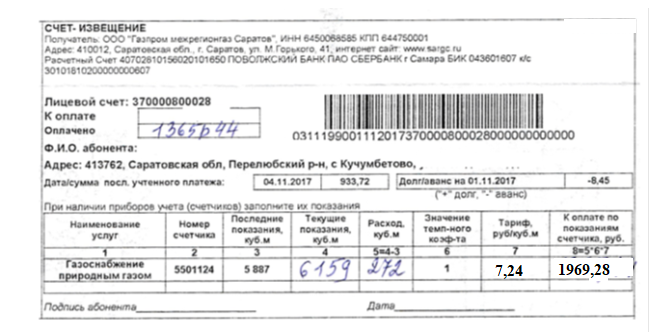 СЧЕТ- ИЗВЕЩЕНИЕ
Получатель: ООО "Газпром межрегионгаз Саратов", ИНН 6450068585 КПП 644750001
Адрес: 410012, Саратовская обл., г. Саратов, ул. М.Горького, 41, интернет сайт: www.sargc.ru
Расчетный Счет 40702810156020101650 ПОВОЛЖСКИЙ БАНК ПАО СБЕРБАНК г Самара БИК 043601607 к/с
30101810200000000607
Лицевой счет: 370000800028
К оплате
Оплачено 1365р44
031119900111201737000080002800000000000
Ф.И.О. абонента:
Адрес: 413762, Саратовская обл, Перелюбский р-н, с Кучумбетово,
Дата/сумма посл. учтенного платежа: 04.11.2017 933,72 Долг/аванс на 01.11.2017 -8,45
("+" долг, "-" аванс)
При наличии приборов учета (счетчиков) заполните их показания
Наименование услуг Номер счетчика Последние показания, куб.м Текущие показания, куб.м Расход, куб.м Значение темп-ного коэф-та Тариф, руб/куб.м К оплате по показаниям счетчика, руб.
1 2 3 4 5=4-3 6 7 8=5*6*7
Газоснабжение природным газом 5501124 5 887 6159 272 1 7,24 1969,28
Подпись абонента Дата